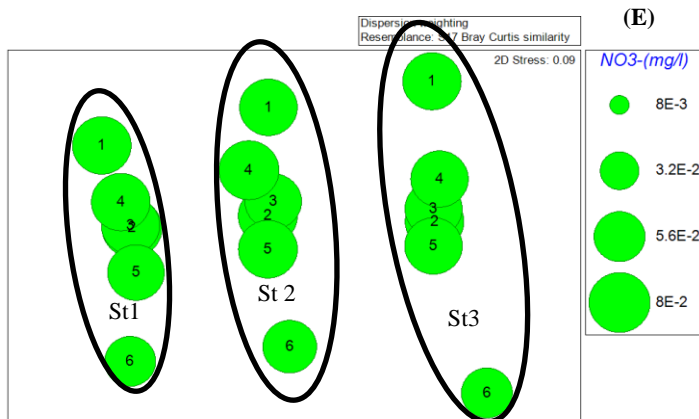 (E)
Dispersion weighting
Resemblance: S17 Bray Curtis similarity
2D Stress: 0.09
NO3-(mg/l)
8E-3
3.2E-2
5.6E-2
8E-2
1
4
3
2
5
6
St1
1
4
3
2
5
6
St 2
1
4
3
2
5
6
St3